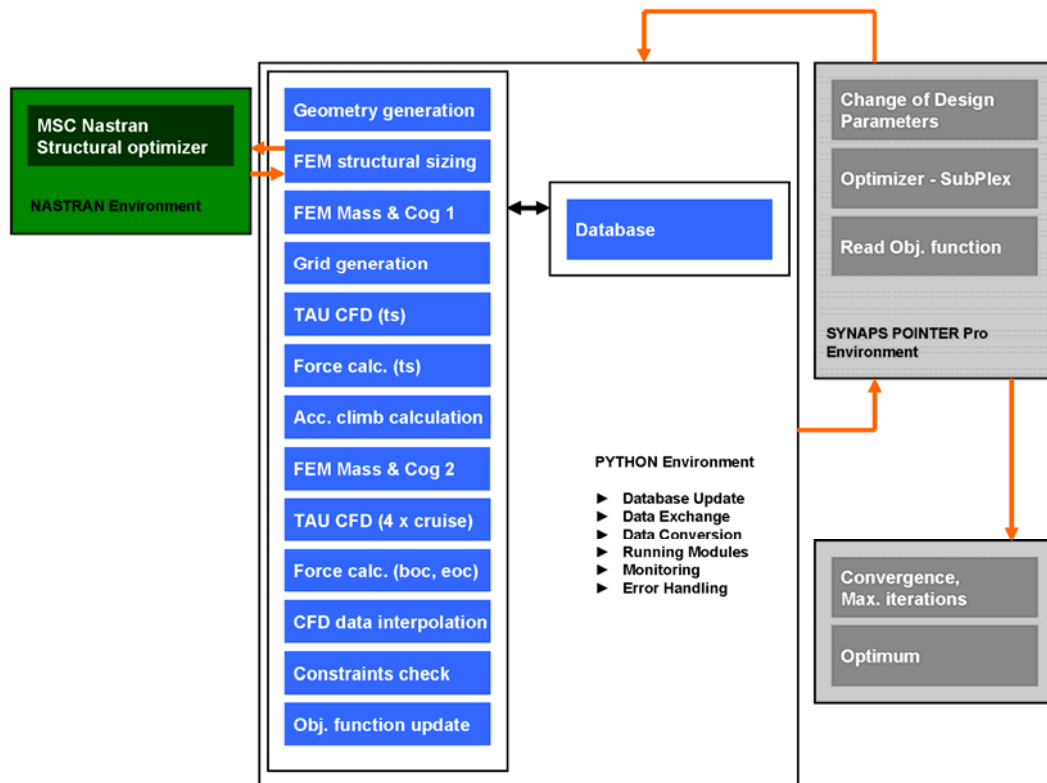 MSC Nastran
Structural optimizer
NASTRAN Environment
Geometry generation
FEM structural sizing
FEM Mass & Cog 1
Grid generation
TAU CFD (ts)
Force calc. (ts)
Acc. climb calculation
FEM Mass & Cog 2
TAU CFD (4 x cruise)
Force calc. (boc, eoc)
CFD data interpolation
Constraints check
Obj. function update
Database
PYTHON Environment
► Database Update
► Data Exchange
► Data Conversion
► Running Modules
► Monitoring
► Error Handling
Change of Design
Parameters
Optimizer - SubPlex
Read Obj. function
SYNAPS POINTER Pro
Environment
Convergence,
Max. iterations
Optimum